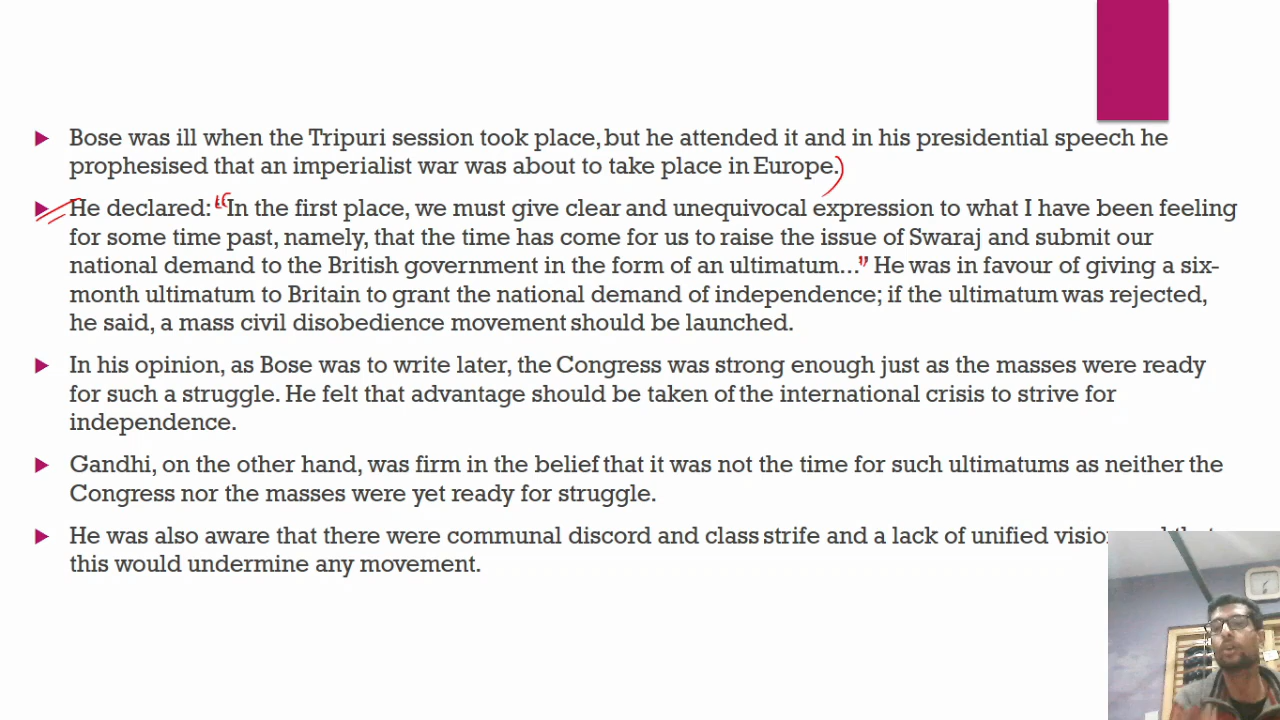 Bose was ill when the Tripuri session took place, but he attended it and in his presidential speech he
prophesised that an imperialist war was about to take place in Europe.
He declared: "In the first place, we must give clear and unequivocal expression to what I have been feeling
for some time past, namely, that the time has come for us to raise the issue of Swaraj and submit our
national demand to the British government in the form of an ultimatum..." He was in favour of giving a six-
month ultimatum to Britain to grant the national demand of independence; if the ultimatum was rejected,
he said, a mass civil disobedience movement should be launched.
In his opinion, as Bose was to write later, the Congress was strong enough just as the masses were ready
for such a struggle. He felt that advantage should be taken of the international crisis to strive for
independence.
Gandhi, on the other hand, was firm in the belief that it was not the time for such ultimatums as neither the
Congress nor the masses were yet ready for struggle.
He was also aware that there were communal discord and class strife and a lack of unified
this would undermine any movement.